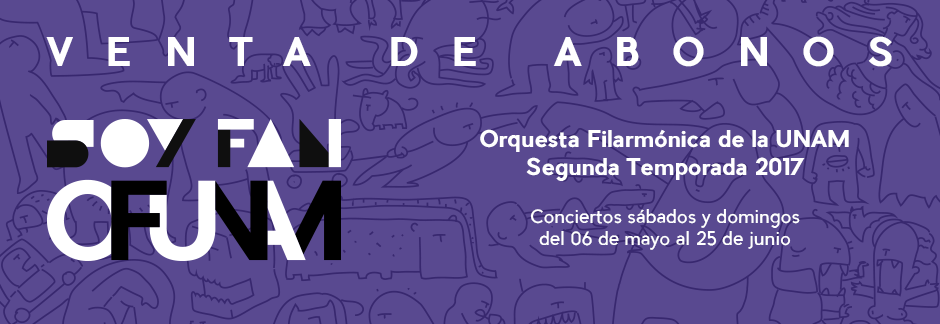 VENTA DE ABONOS
SOY FAN
OFUNAM
Orquesta Filarmónica de la UNAM
Segunda Temporada 2017
Conciertos sábados y domingos
del 06 de mayo al 25 de junio